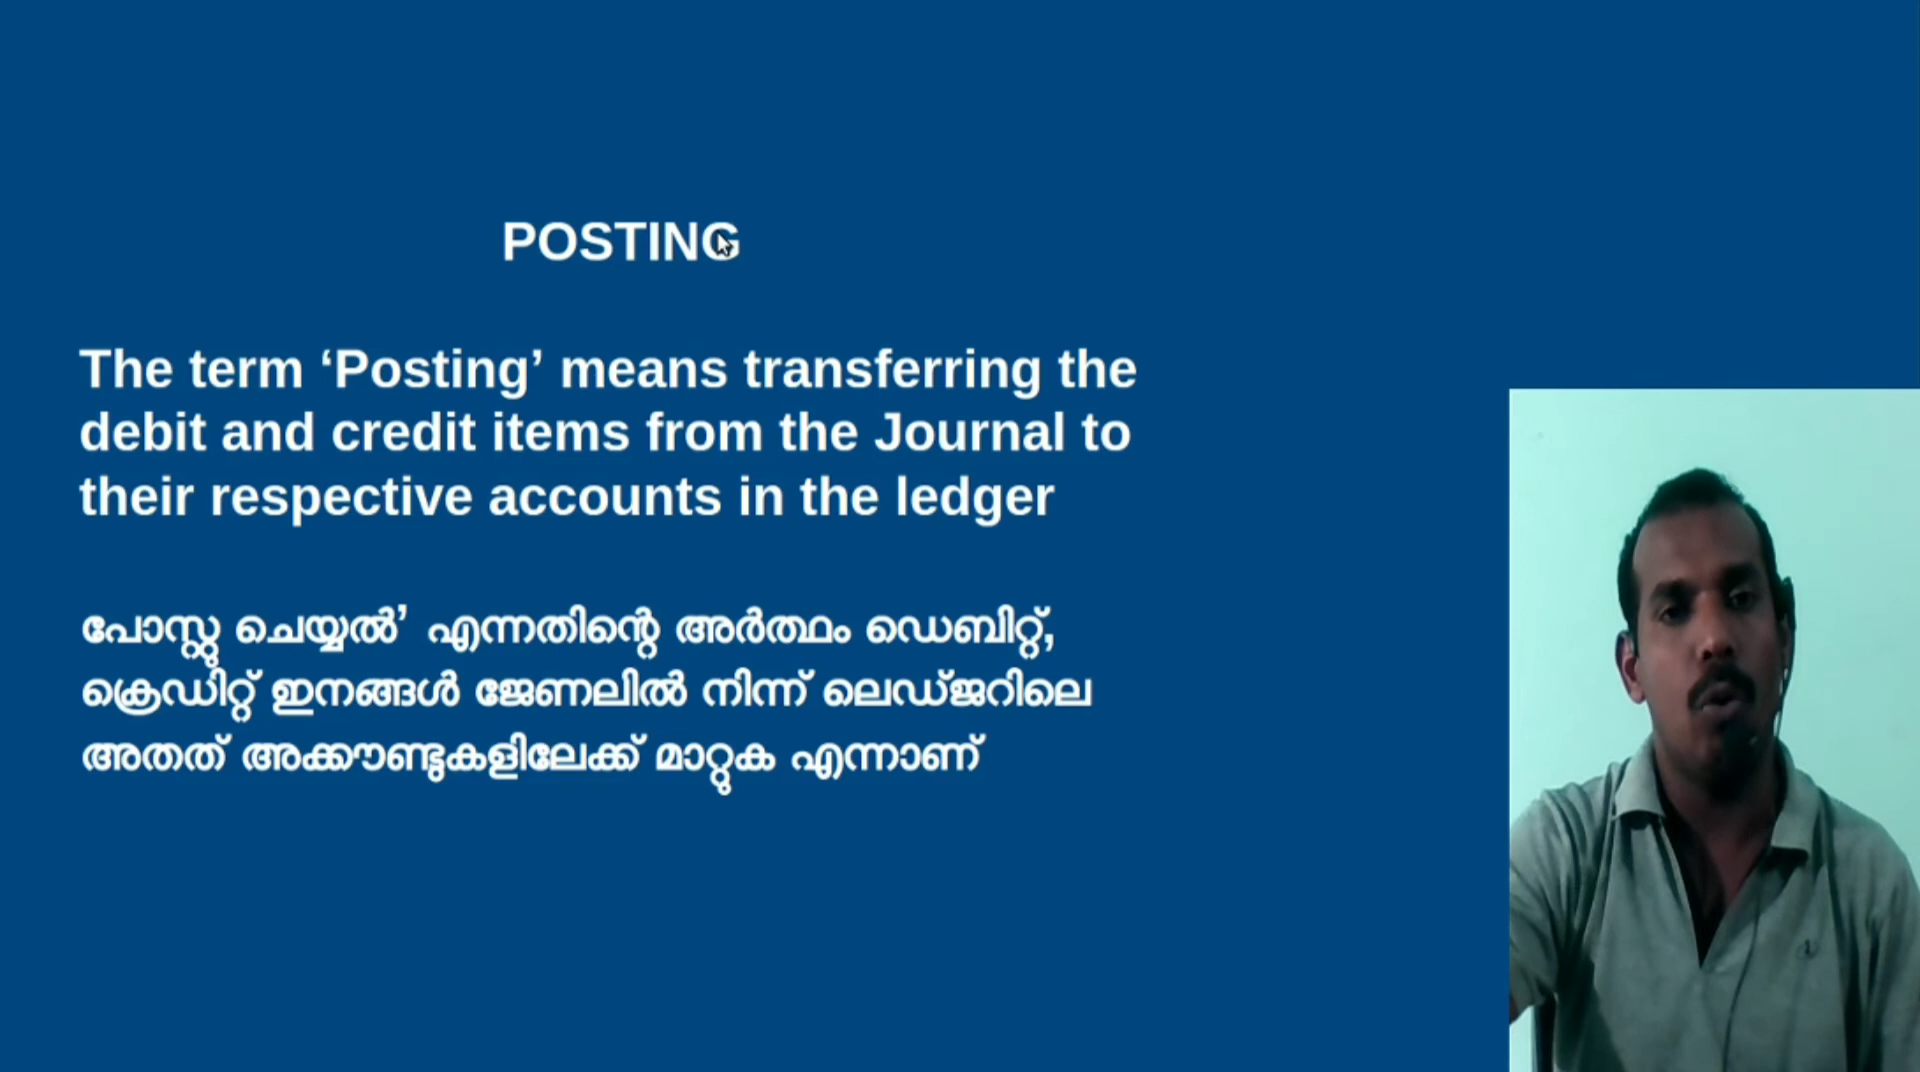 POSTING
The term ‘Posting’ means transferring the
debit and credit items from the Journal to
their respective accounts in the ledger
പോസ്റ്റു ചെയ്യൽ’ എന്നതിന്റെ അർത്ഥം ഡെബിറ്റ്,
ക്രെഡിറ്റ് ഇനങ്ങൾ ജേണലിൽ നിന്ന് ലെഡ്ജറിലെ
അതത് അക്കൗണ്ടുകളിലേക്ക് മാറ്റുക എന്നാണ്